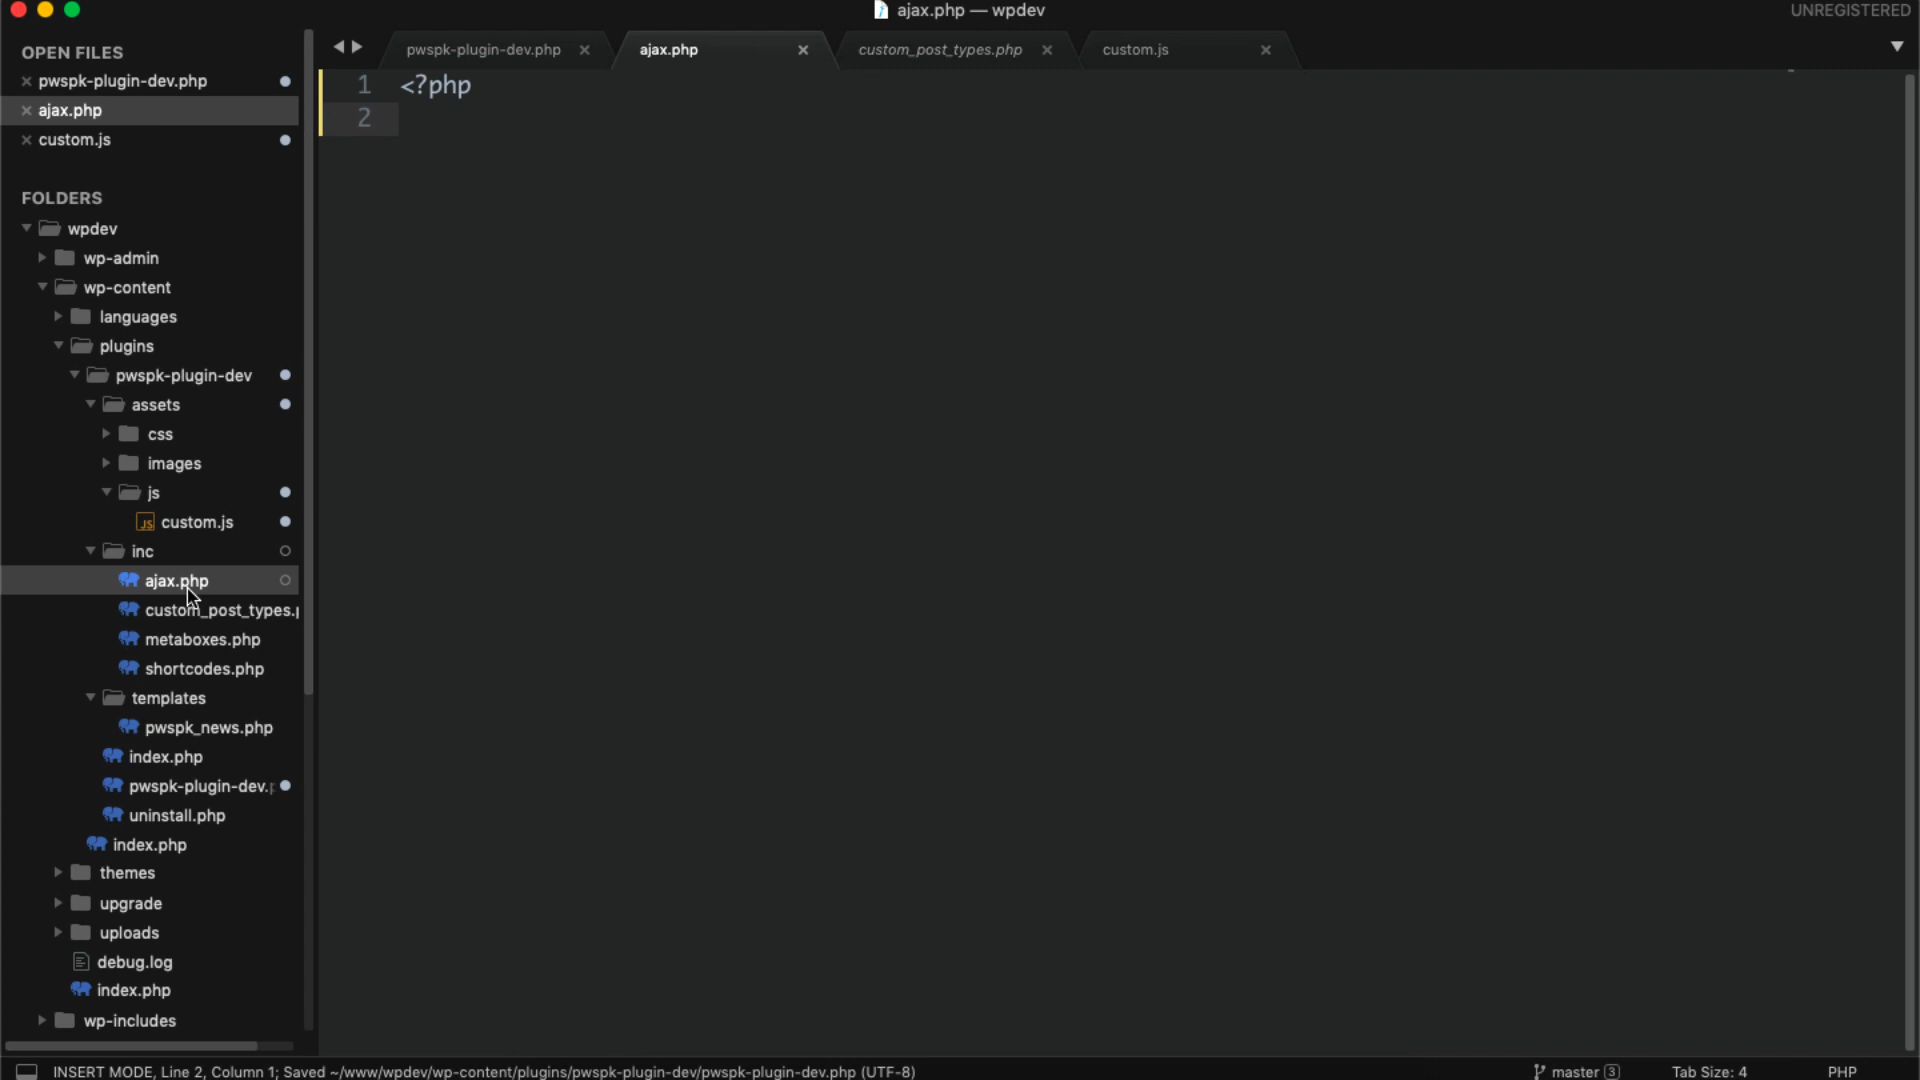 ajax.php — wpdev
UNREGISTERED
OPEN FILES
pwspk-plugin-dev.php
ajax.php
custom.js
FOLDERS
wpdev
wp-admin
wp-content
languages
plugins
pwspk-plugin-dev
assets
css
images
js
JS custom.js
inc
ajax.php
custom_post_types.p
metaboxes.php
shortcodes.php
templates
pwspk_news.php
index.php
pwspk-plugin-dev.p
uninstall.php
index.php
themes
upgrade
uploads
debug.log
index.php
wp-includes
pwspk-plugin-dev.php
ajax.php
custom_post_types.php
custom.js
1 <?php
2
INSERT MODE, Line 2, Column 1; Saved ~/www/wpdev/wp-content/plugins/pwspk-plugin-dev/pwspk-plugin-dev.php (UTF-8)
master 3
Tab Size: 4
PHP